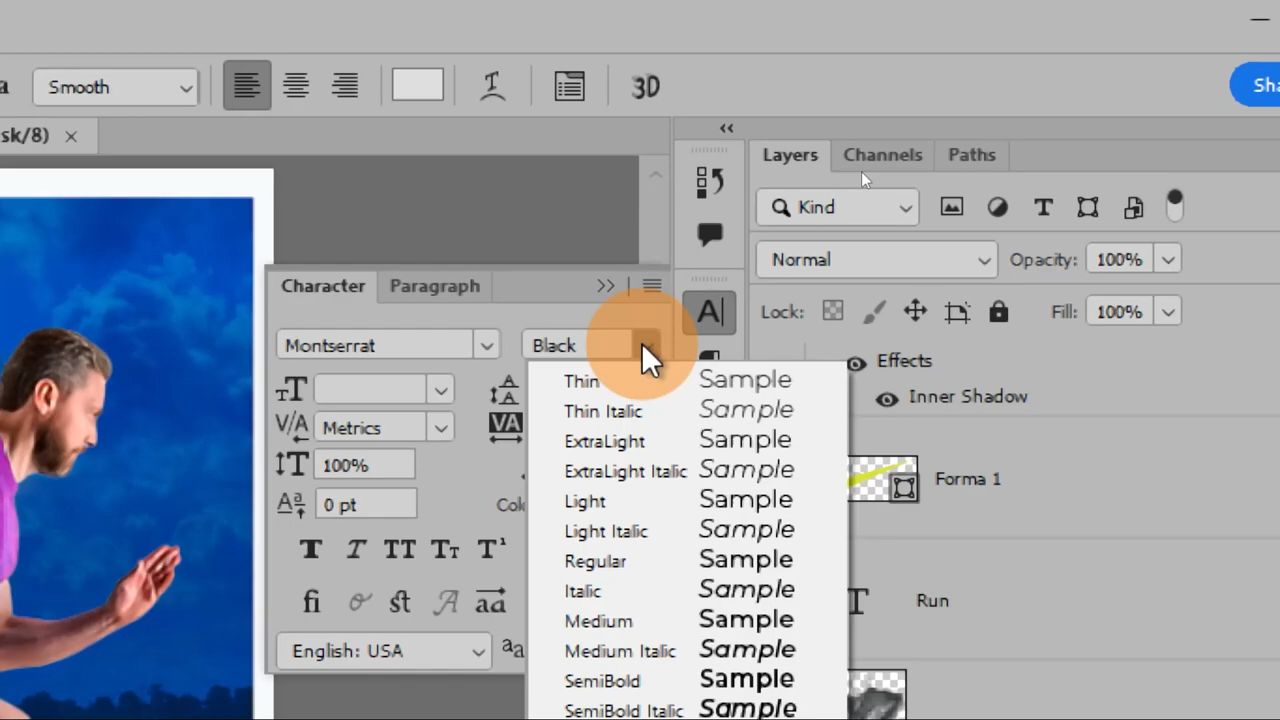 a Smooth 3D Sha
sk/8) ×
Layers Channels Paths
Kind
Normal Opacity: 100%
Lock: Fill: 100%
Effects
Inner Shadow
Forma 1
Run
Character Paragraph
Montserrat Black
Metrics
100%
0 pt Colo
English: USA
Thin Sample
Thin Italic Sample
ExtraLight Sample
ExtraLight Italic Sample
Light Sample
Light Italic Sample
Regular Sample
Italic Sample
Medium Sample
Medium Italic Sample
SemiBold Sample
SemiBold Italic Sample